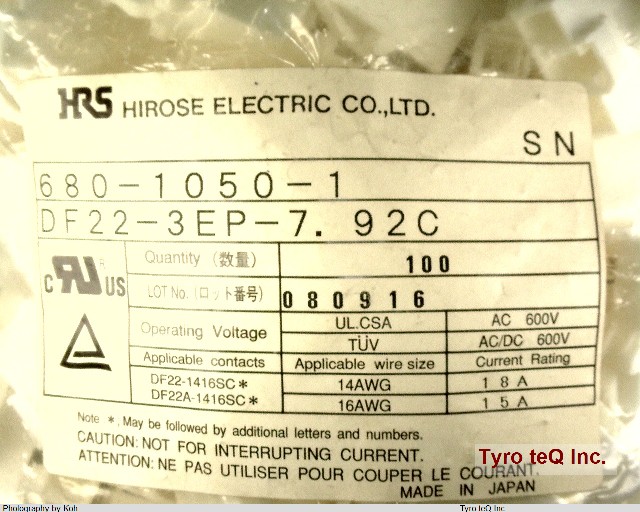 HRS HIROSE ELECTRIC CO.,LTD.
SN
680-1050-1
DF22-3EP-7.92C
Quantity (数量) 100
LOT No. (ロット番号) 080916
c RU US
Operating Voltage UL.CSA AC 600V
TÜV AC/DC 600V
Applicable contacts Applicable wire size Current Rating
DF22-1416SC* 14AWG 18A
DF22A-1416SC* 16AWG 15A
Note *. May be followed by additional letters and numbers.
CAUTION: NOT FOR INTERRUPTING CURRENT.
ATTENTION: NE PAS UTILISER POUR COUPER LE COURANT.
MADE IN JAPAN
Tyro teQ Inc.
Photography by Koh
Tyro teQ Inc